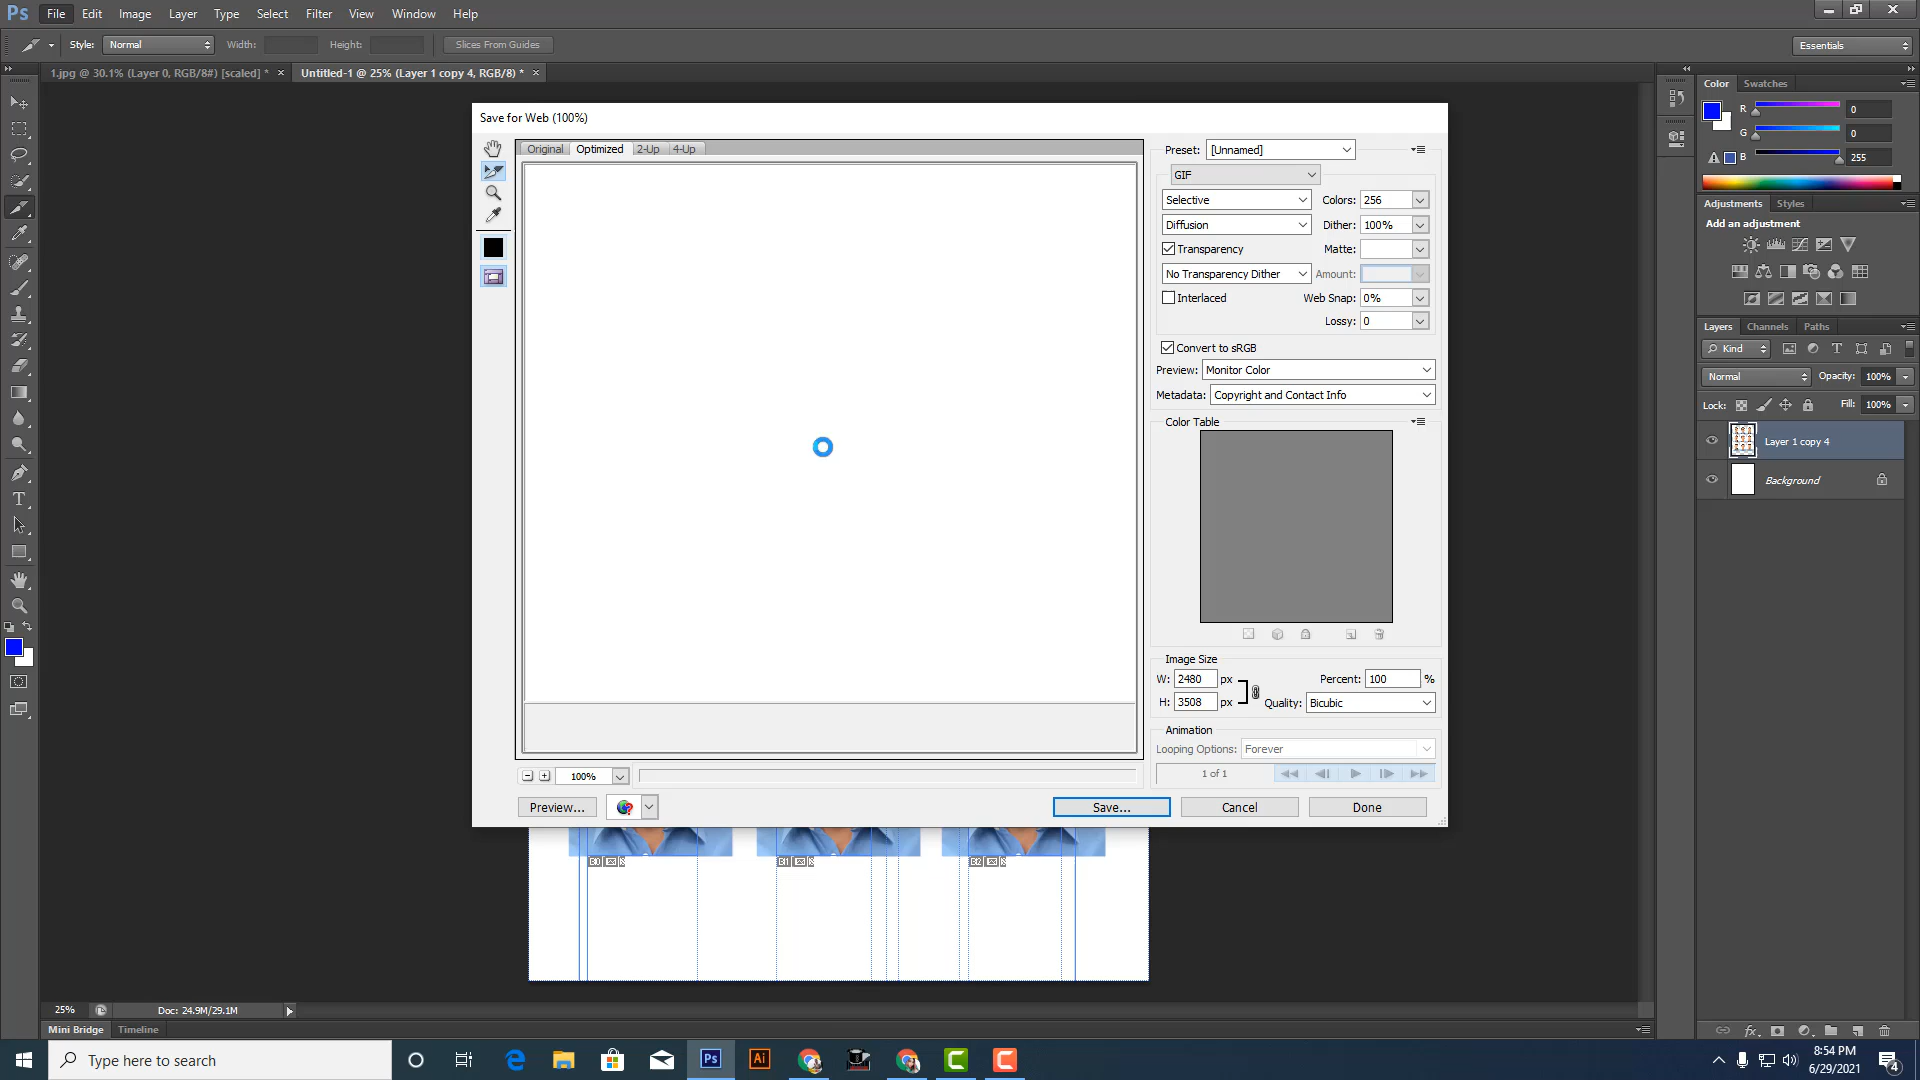 Ps File Edit Image Layer Type Select Filter View Window Help
Style: Normal Width: Height: Slices From Guides Essentials
1.jpg @ 30.1% (Layer 0, RGB/8#) [scaled] * × Untitled-1 @ 25% (Layer 1 copy 4, RGB/8) * ×
Color Swatches
R 0
G 0
B 255
Adjustments Styles
Add an adjustment
Layers Channels Paths
Kind
Normal Opacity: 100%
Lock: Fill: 100%
Layer 1 copy 4
Background
Save for Web (100%)
Original Optimized 2-Up 4-Up
Preset: [Unnamed]
GIF
Selective Colors: 256
Diffusion Dither: 100%
Transparency Matte:
No Transparency Dither Amount:
Interlaced Web Snap: 0%
Lossy: 0
Convert to sRGB
Preview: Monitor Color
Metadata: Copyright and Contact Info
Color Table
Image Size
W: 2480 px Percent: 100 %
H: 3508 px Quality: Bicubic
Animation
Looping Options: Forever
1 of 1
100%
Preview... Save... Cancel Done
25% Doc: 24.9M/29.1M
Mini Bridge Timeline
Type here to search
Ps Ai
8:54 PM
6/29/2021
4